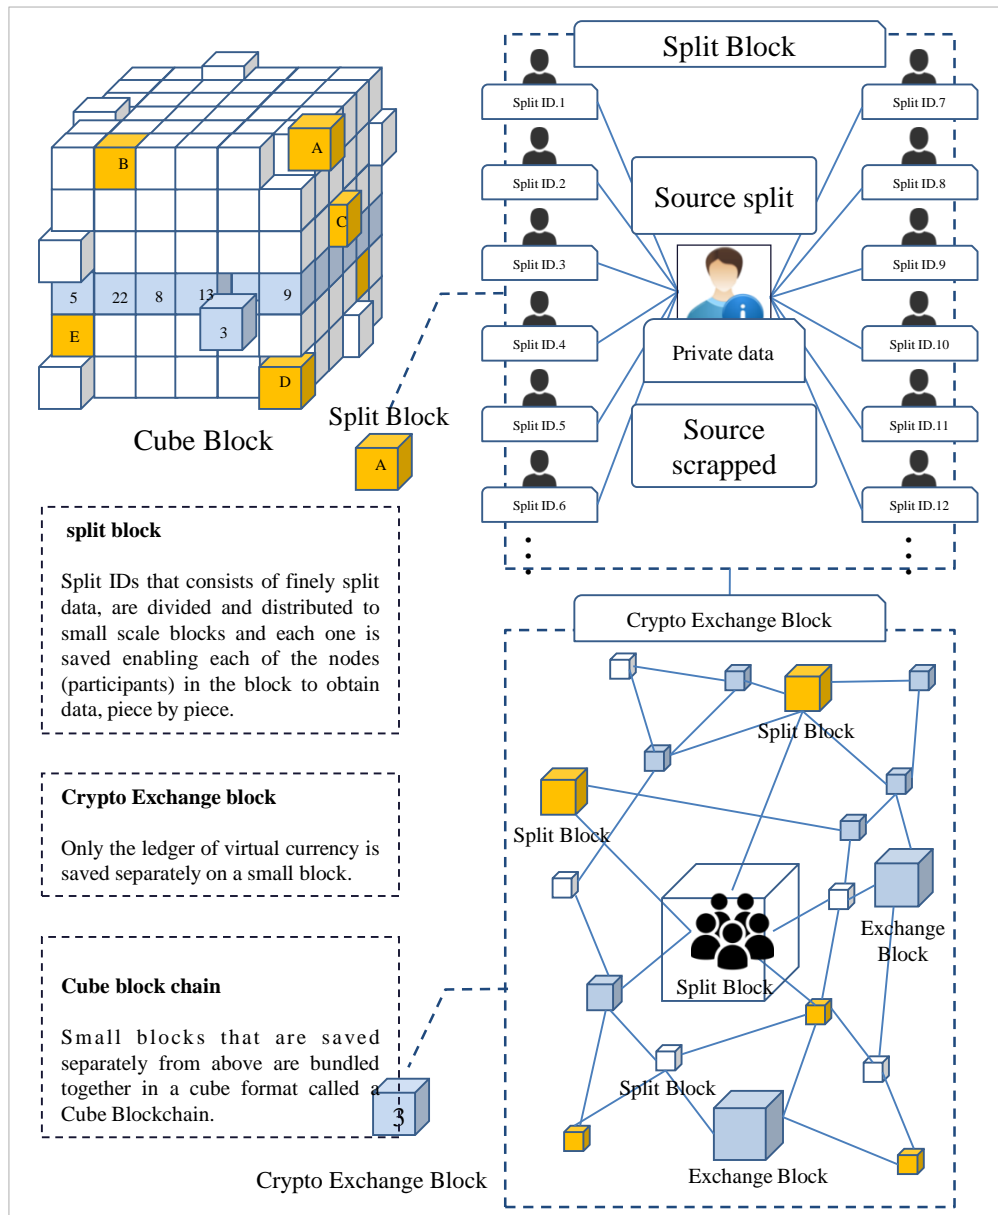 Split Block
Split ID.1
Split ID.7
A
B
Split ID.2
Split ID.8
Source split
C
Split ID.3
Split ID.9
5
22
8
13
9
3
E
Split ID.4
Private data
Split ID.10
D
Split Block
Cube Block
A
Split ID.5
Source
scrapped
Split ID.11
Split ID.6
Split ID.12
split block
Split IDs that consists of finely split
data, are divided and distributed to
small scale blocks and each one is
saved enabling each of the nodes
(participants) in the block to obtain
data, piece by piece.
Crypto Exchange Block
Split Block
Crypto Exchange block
Only the ledger of virtual currency is
saved separately on a small block.
Split Block
Exchange
Block
Split Block
Cube block chain
Small blocks that are saved
separately from above are bundled
together in a cube format called a
Cube Blockchain.
3
Split Block
Exchange Block
Crypto Exchange Block